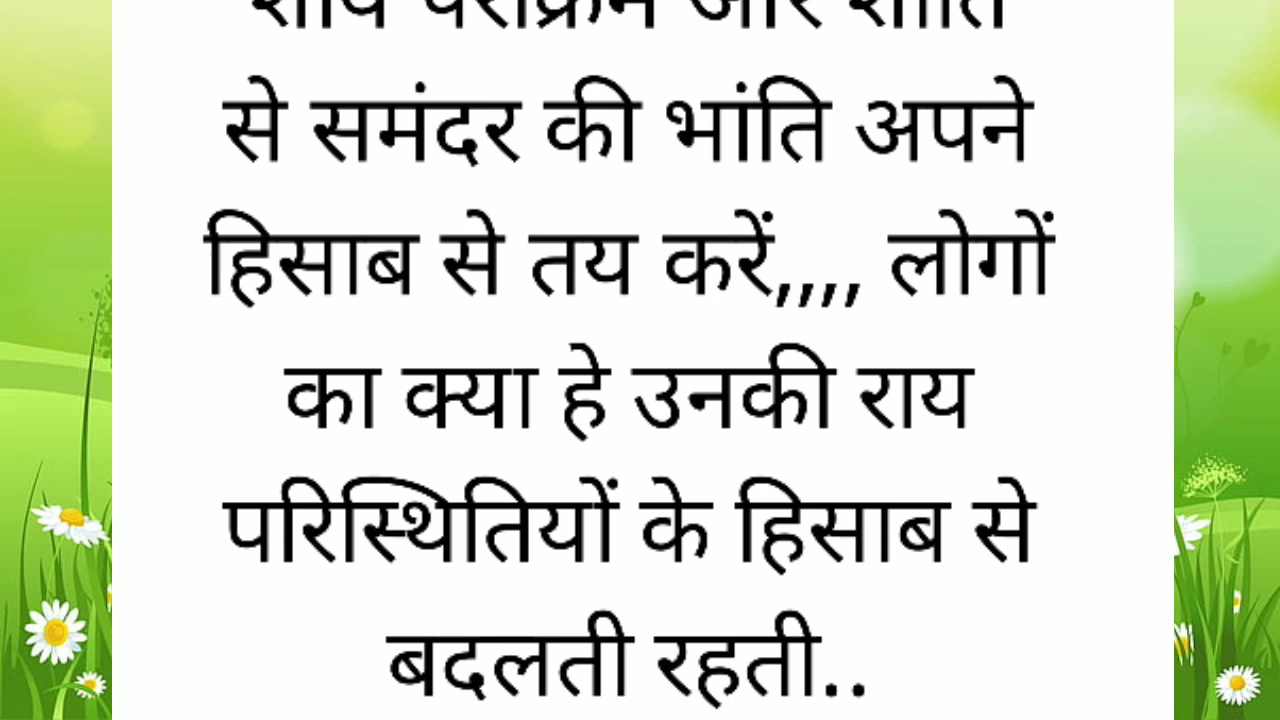 से समंदर की भांति अपने
हिसाब से तय करें,,,, लोगों
का क्या हे उनकी राय
परिस्थितियों के हिसाब से
बदलती रहती..